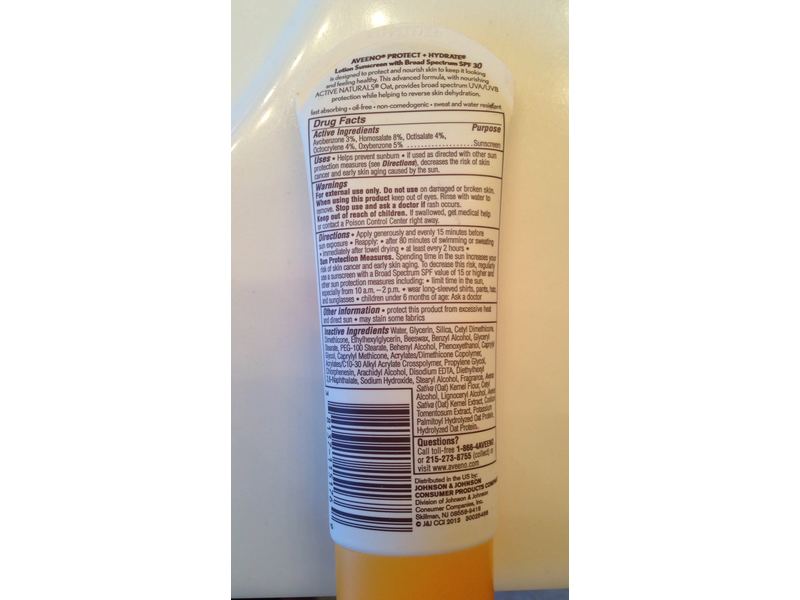 AVEENO® PROTECT + HYDRATE®
Lotion Sunscreen with Broad Spectrum SPF 30
is designed to protect and nourish skin to keep it looking
and feeling healthy. This advanced formula, with nourishing
ACTIVE NATURALS® Oat, provides broad spectrum UVA/UVB
protection while helping to reverse skin dehydration.
fast absorbing • oil-free • non-comedogenic • sweat and water resistant
Drug Facts
Active Ingredients Purpose
Avobenzone 3%, Homosalate 8%, Octisalate 4%,
Octocrylene 4%, Oxybenzone 5% ..................... Sunscreen
Uses • Helps prevent sunburn • If used as directed with other sun
protection measures (see Directions), decreases the risk of skin
cancer and early skin aging caused by the sun.
Warnings
For external use only. Do not use on damaged or broken skin.
When using this product keep out of eyes. Rinse with water to
remove. Stop use and ask a doctor if rash occurs.
Keep out of reach of children. If swallowed, get medical help
or contact a Poison Control Center right away.
Directions • Apply generously and evenly 15 minutes before
sun exposure • Reapply: • after 80 minutes of swimming or sweating
• immediately after towel drying • at least every 2 hours •
Sun Protection Measures. Spending time in the sun increases your
risk of skin cancer and early skin aging. To decrease this risk, regularly
use a sunscreen with a Broad Spectrum SPF value of 15 or higher and
other sun protection measures including: • limit time in the sun,
especially from 10 a.m. – 2 p.m. • wear long-sleeved shirts, pants, hats,
and sunglasses • children under 6 months of age: Ask a doctor
Other information • protect this product from excessive heat
and direct sun • may stain some fabrics
Inactive Ingredients Water, Glycerin, Silica, Cetyl Dimethicone,
Dimethicone, Ethylhexylglycerin, Beeswax, Benzyl Alcohol, Glyceryl
Stearate, PEG-100 Stearate, Behenyl Alcohol, Phenoxyethanol, Caprylyl
Glycol, Caprylyl Methicone, Acrylates/Dimethicone Copolymer,
Acrylates/C10-30 Alkyl Acrylate Crosspolymer, Propylene Glycol,
Chlorphenesin, Arachidyl Alcohol, Disodium EDTA, Diethylhexyl
2,6-Naphthalate, Sodium Hydroxide, Stearyl Alcohol, Fragrance, Avena
Sativa (Oat) Kernel Flour, Cetyl
Alcohol, Lignoceryl Alcohol, Avena
Sativa (Oat) Kernel Extract,
Tomentosum Extract, Potassium
Palmitoyl Hydrolyzed Oat Protein,
Hydrolyzed Oat Protein.
Questions?
Call toll-free 1-866-4AVEENO
or 215-273-8755 (collect) or
visit www.aveeno.com
Distributed in the US by:
JOHNSON & JOHNSON
CONSUMER PRODUCTS COMPANY
Division of Johnson & Johnson
Consumer Companies, Inc.
Skillman, NJ 08558-9418
© J&J CCI 2013